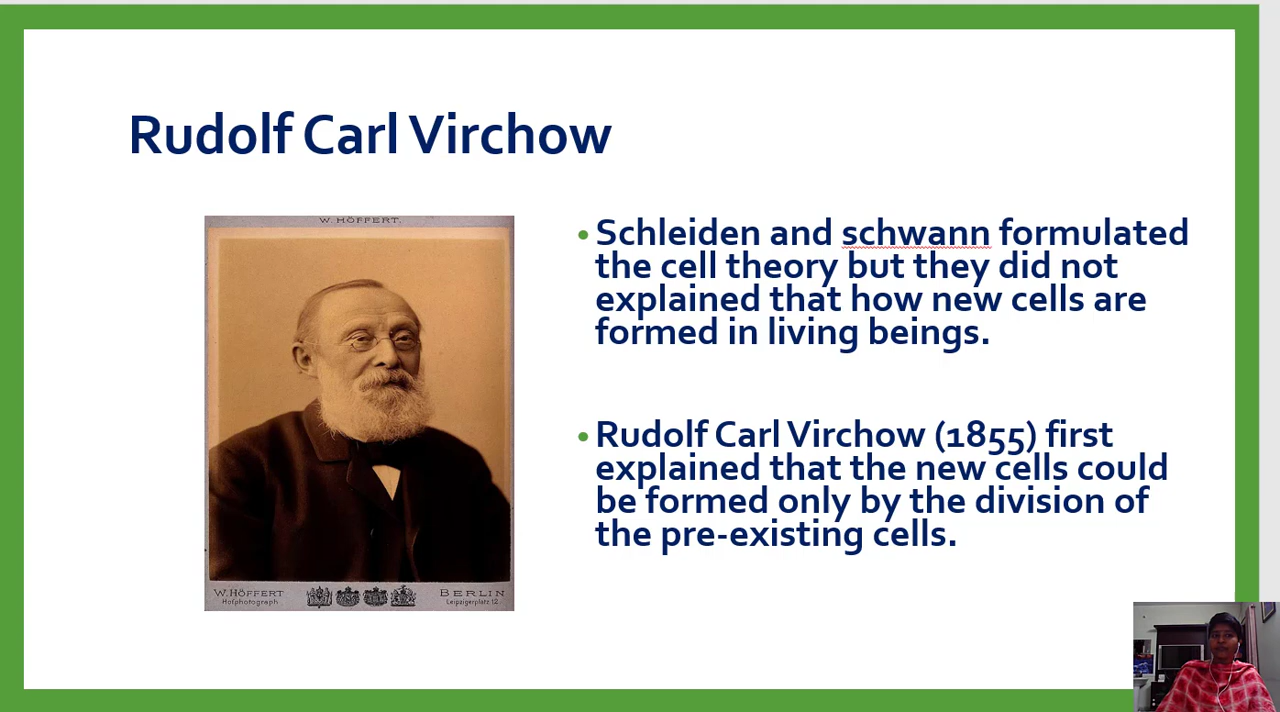 Rudolf Carl Virchow
W. HÖFFERT.
• Schleiden and schwann formulated
the cell theory but they did not
explained that how new cells are
formed in living beings.
• Rudolf Carl Virchow (1855) first
explained that the new cells could
be formed only by the division of
the pre-existing cells.
W. HÖFFERT
Hofphotograph
BERLIN
Leipzigerplatz 12.